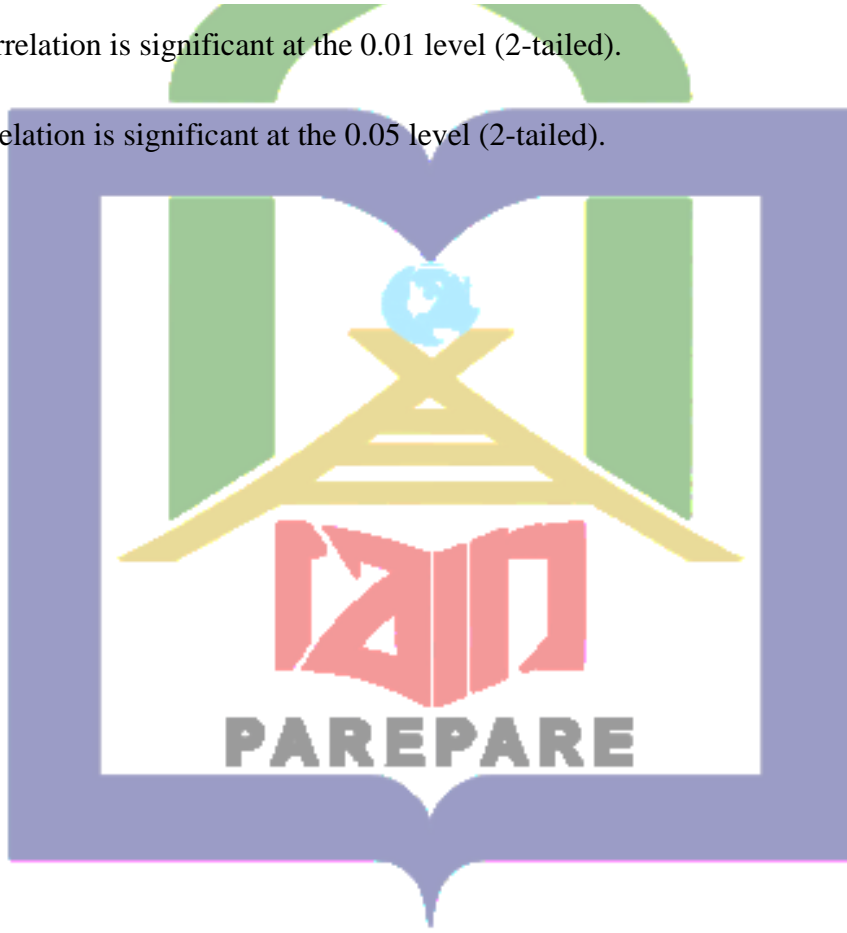 rrelation is significant at the 0.01 level (2-tailed).
elation is significant at the 0.05 level (2-tailed).
iain
PAREPARE